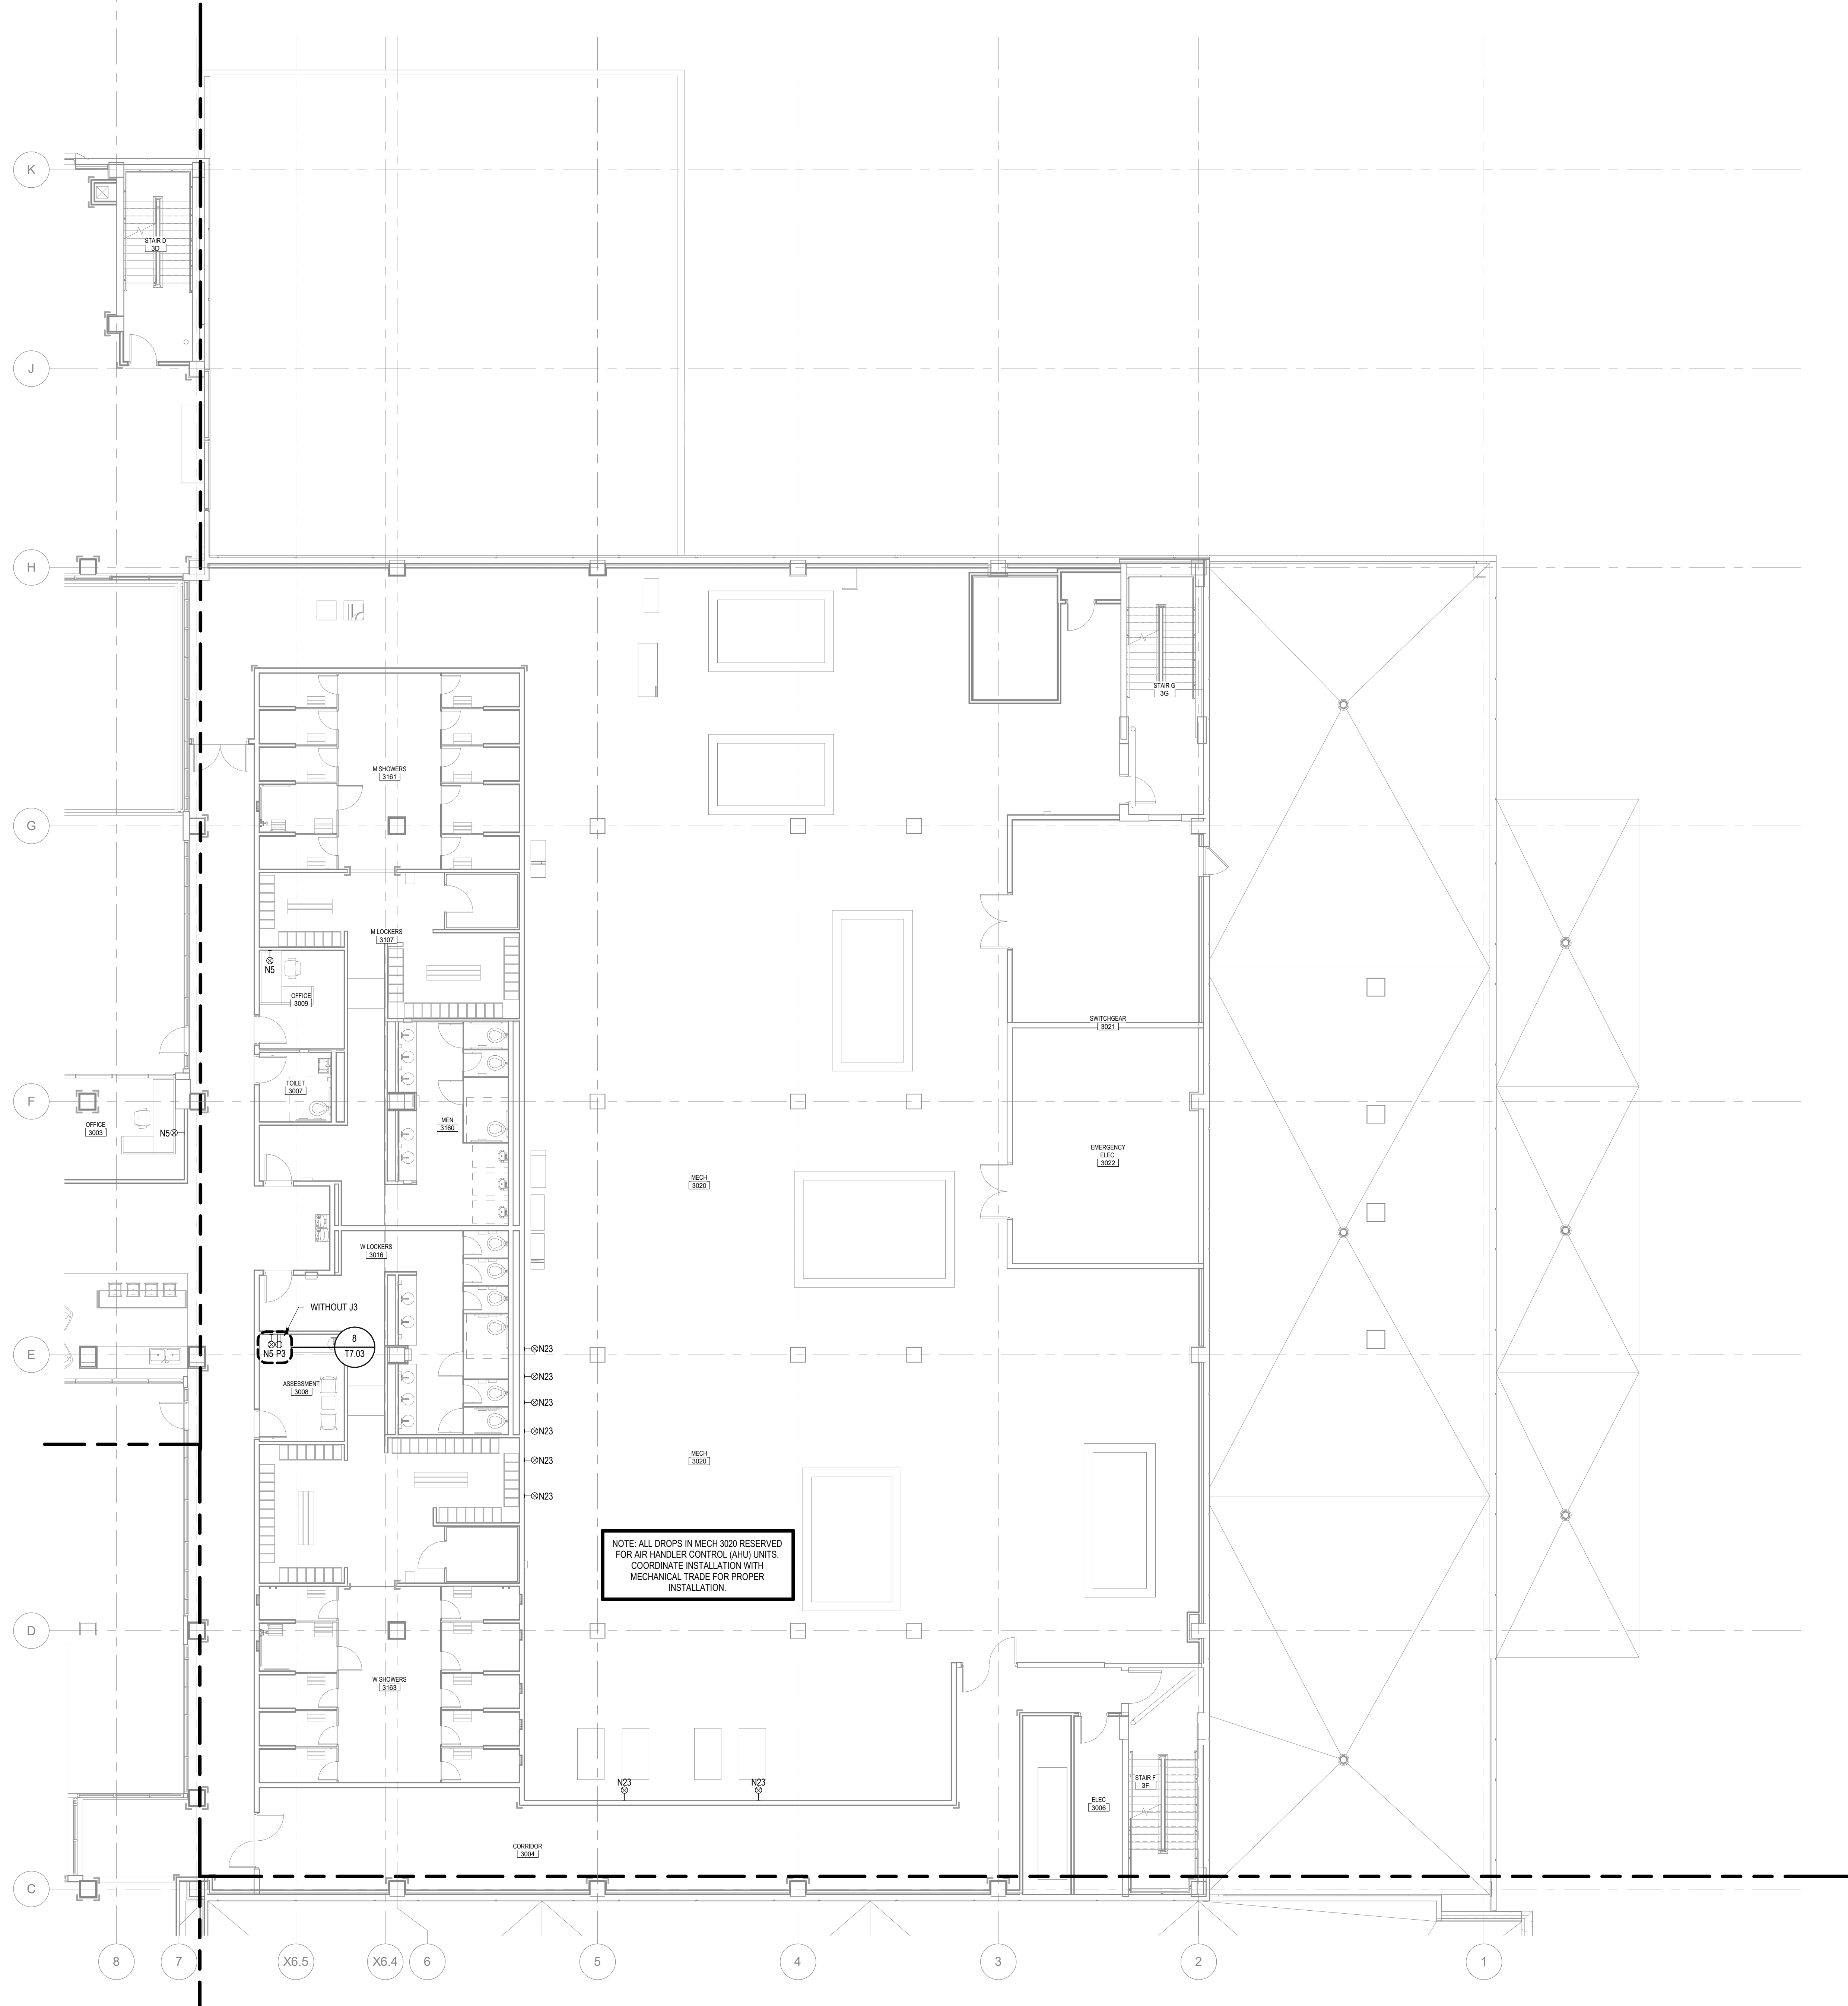 K
STAIR D
3D
J
H
STAIR G
3G
M SHOWERS
3161
G
M LOCKERS
3107
N5
OFFICE
3009
SWITCHGEAR
3021
TOILET
3007
F
MEN
3160
OFFICE
3003
N5
EMERGENCY
ELEC.
3022
MECH
3020
W LOCKERS
3016
WITHOUT J3
8
T7.03
N5 P3
E
N23
N23
N23
N23
N23
N23
ASSESSMENT
3008
MECH
3020
NOTE: ALL DROPS IN MECH 3020 RESERVED
FOR AIR HANDLER CONTROL (AHU) UNITS.
COORDINATE INSTALLATION WITH
MECHANICAL TRADE FOR PROPER
INSTALLATION.
D
W SHOWERS
3163
N23
N23
STAIR F
3F
ELEC
3006
CORRIDOR
3004
C
8
7
X6.5
X6.4
6
5
4
3
2
1